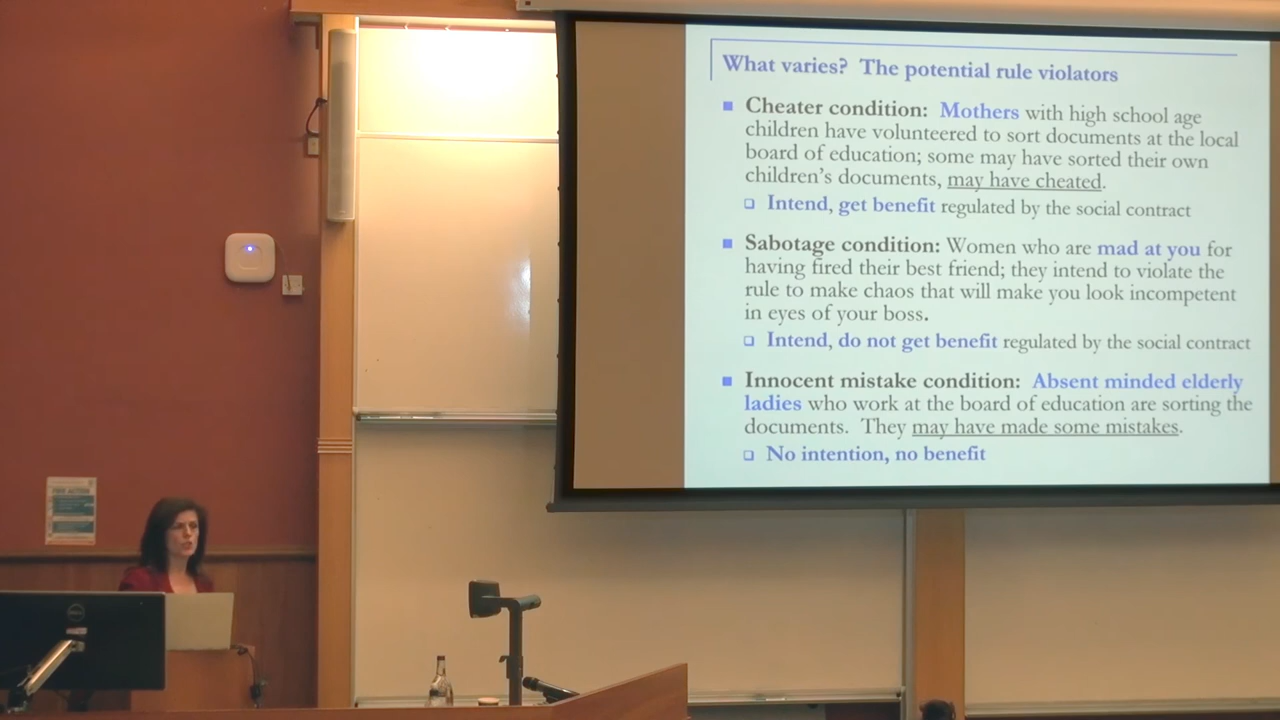 What varies? The potential rule violators
Cheater condition: Mothers with high school age
children have volunteered to sort documents at the local
board of education; some may have sorted their own
children's documents, may have cheated.
Intend, get benefit regulated by the social contract
Sabotage condition: Women who are mad at you for
having fired their best friend; they intend to violate the
rule to make chaos that will make you look incompetent
in eyes of your boss.
Intend, do not get benefit regulated by the social contract
Innocent mistake condition: Absent minded elderly
ladies who work at the board of education are sorting the
documents. They may have made some mistakes.
No intention, no benefit
FIRE ACTION
DELL